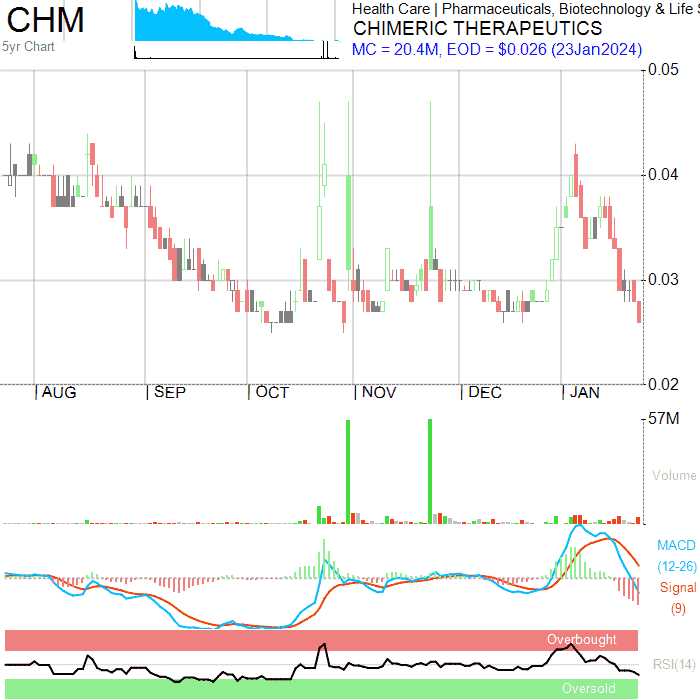 CHM
5yr Chart
Health Care | Pharmaceuticals, Biotechnology & Life S
CHIMERIC THERAPEUTICS
MC = 20.4M, EOD = $0.026 (23Jan2024)
0.05
0.04
0.03
0.02
AUG SEP OCT NOV DEC JAN
57M
Volume
MACD
(12-26)
Signal
(9)
Overbought
RSI(14)
Oversold